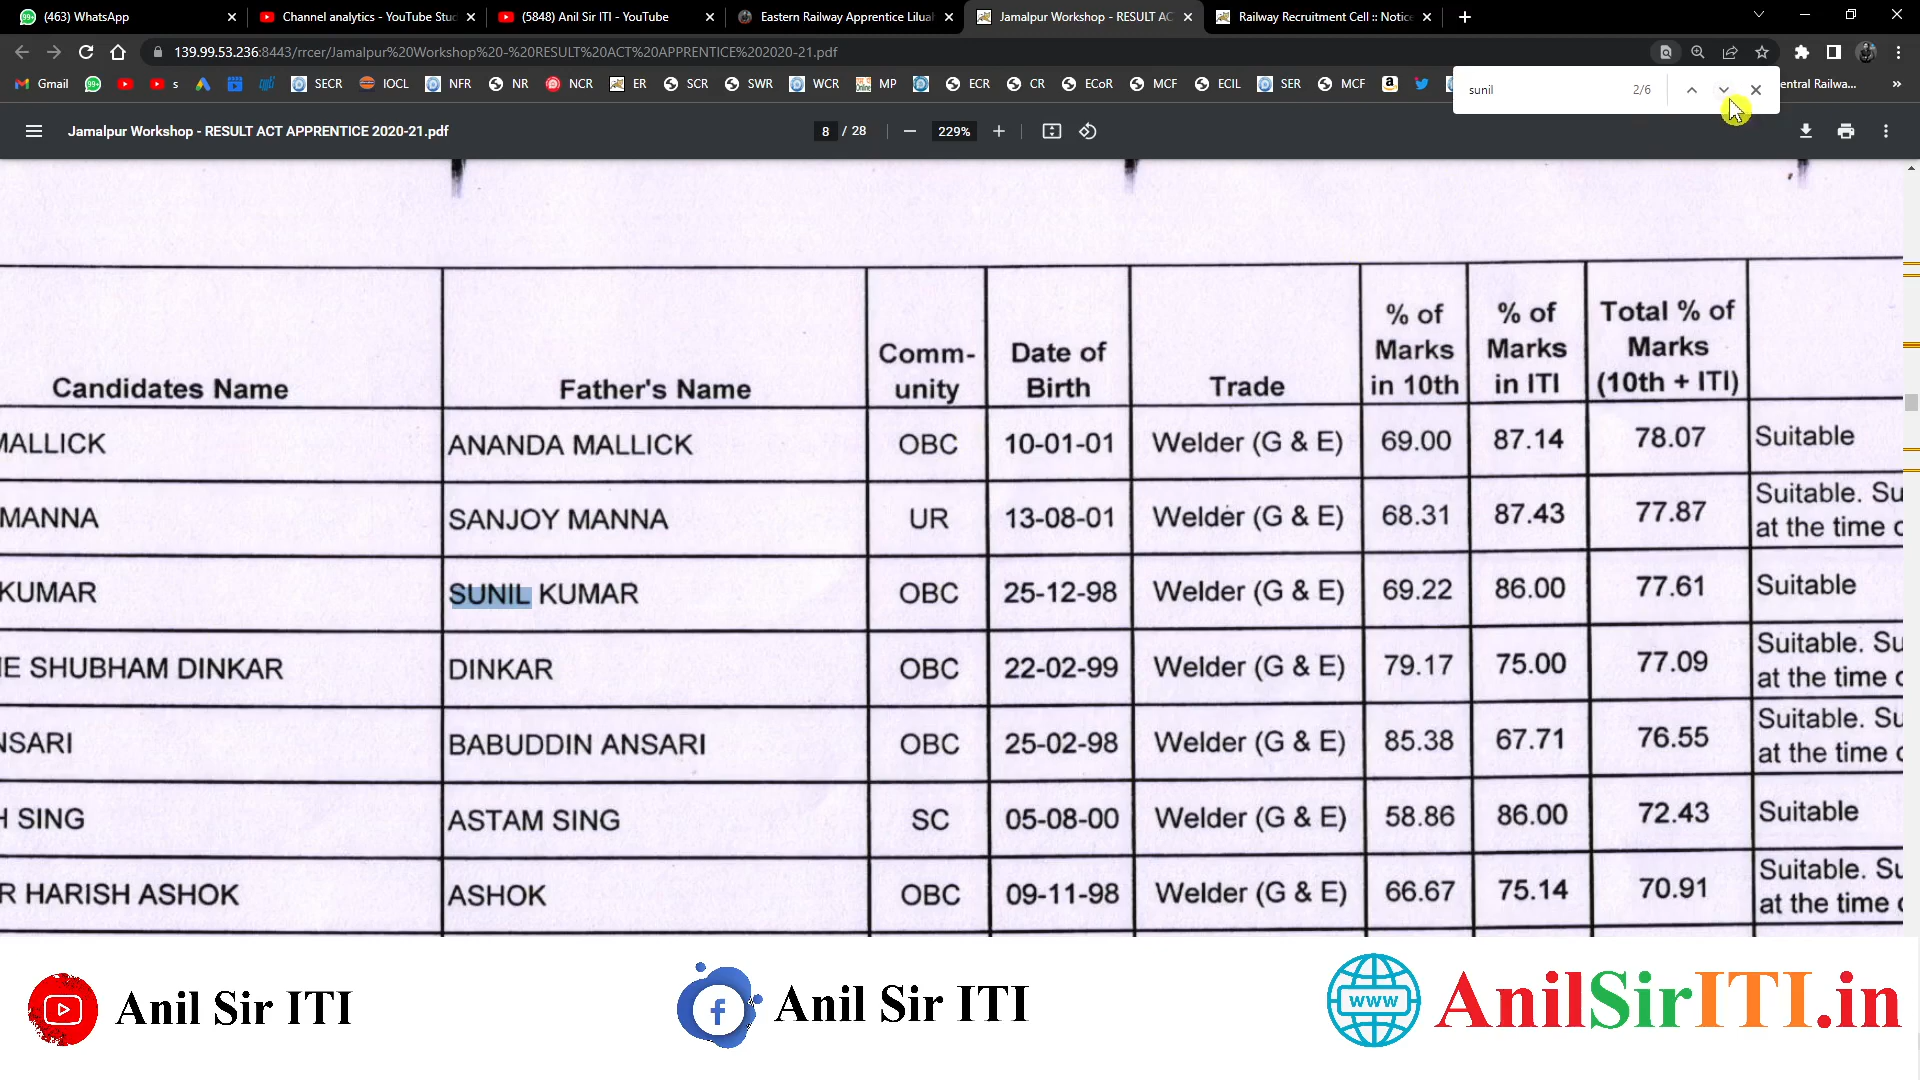 (463) WhatsApp
Channel analytics - YouTube Stud
(5848) Anil Sir ITI - YouTube
Eastern Railway Apprentice Lilual
Jamalpur Workshop - RESULT AC
Railway Recruitment Cell :: Notice
139.99.53.236:8443/rrcer/Jamalpur%20Workshop%20-%20RESULT%20ACT%20APPRENTICE%202020-21.pdf
Gmail s SECR IOCL NFR NR NCR ER SCR SWR WCR MP ECR CR ECoR MCF ECIL SER MCF entral Railwa... »
sunil 2/6
Jamalpur Workshop - RESULT ACT APPRENTICE 2020-21.pdf 8 / 28 229%
Candidates Name Father's Name Comm-unity Date of Birth Trade % of Marks in 10th % of Marks in ITI Total % of Marks (10th + ITI)
MALLICK ANANDA MALLICK OBC 10-01-01 Welder (G & E) 69.00 87.14 78.07 Suitable
MANNA SANJOY MANNA UR 13-08-01 Welder (G & E) 68.31 87.43 77.87 Suitable. Su at the time o
KUMAR SUNIL KUMAR OBC 25-12-98 Welder (G & E) 69.22 86.00 77.61 Suitable
IE SHUBHAM DINKAR DINKAR OBC 22-02-99 Welder (G & E) 79.17 75.00 77.09 Suitable. Su at the time o
NSARI BABUDDIN ANSARI OBC 25-02-98 Welder (G & E) 85.38 67.71 76.55 Suitable. Su at the time o
H SING ASTAM SING SC 05-08-00 Welder (G & E) 58.86 86.00 72.43 Suitable
R HARISH ASHOK ASHOK OBC 09-11-98 Welder (G & E) 66.67 75.14 70.91 Suitable. Su at the time o
Anil Sir ITI
Anil Sir ITI
www
AnilSirITI.in